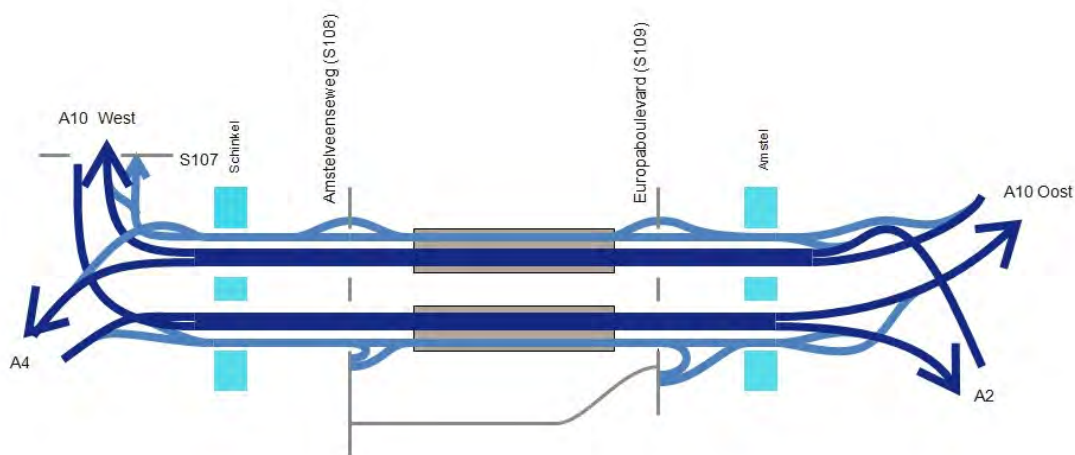 A10 West
S107
Schinkel
Amstelveenseweg (S108)
Europaboulevard (S109)
Amstel
A10 Oost
A4
A2